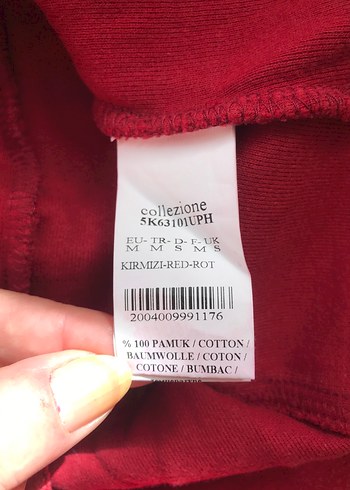 collezione
5K63101UPH
EU- TR- D- F- UK
M M S M S
KIRMIZI-RED-ROT
2004009991176
% 100 PAMUK / COTTON /
BAUMWOLLE / COTON /
COTONE / BUMBAC /